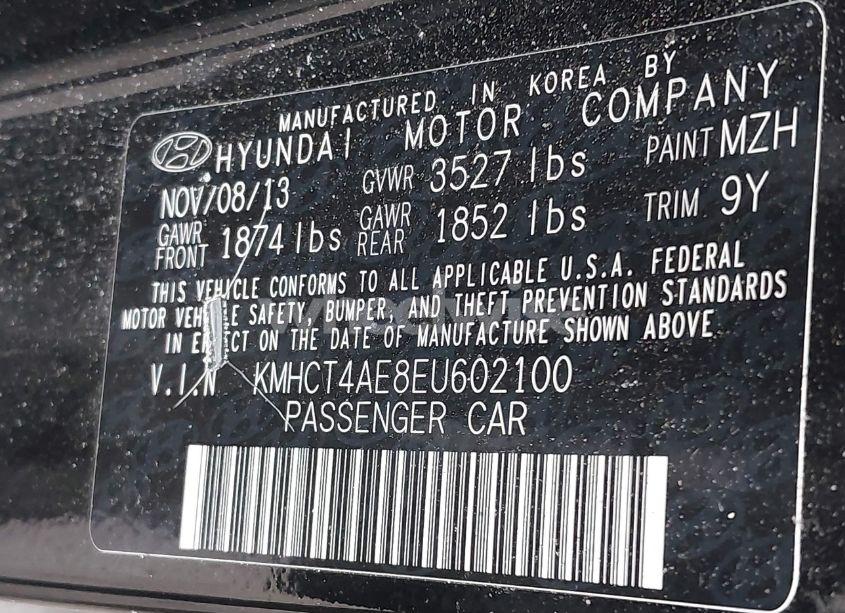 MANUFACTURED IN KOREA BY
HYUNDAI MOTOR COMPANY
NOV/08/13 GVWR 3527 lbs PAINT MZH
GAWR FRONT 1874 lbs GAWR REAR 1852 lbs TRIM 9Y
THIS VEHICLE CONFORMS TO ALL APPLICABLE U.S.A. FEDERAL
MOTOR VEHICLE SAFETY, BUMPER, AND THEFT PREVENTION STANDARDS
IN EFFECT ON THE DATE OF MANUFACTURE SHOWN ABOVE
V.I.N KMHCT4AE8EU602100
PASSENGER CAR